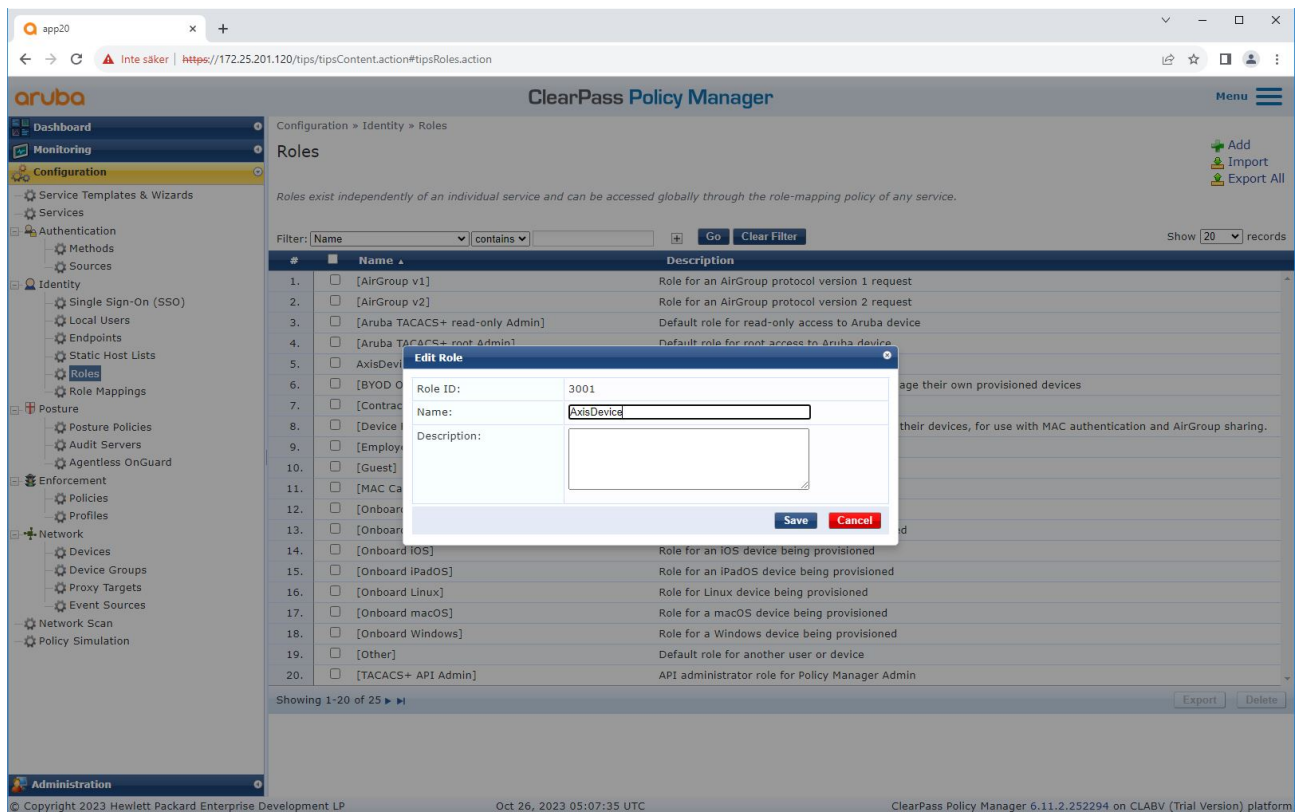 app20
Inte säker https://172.25.201.120/tips/tipsContent.action#tipsRoles.action
aruba
ClearPass Policy Manager
Menu
Dashboard
Monitoring
Configuration
Service Templates & Wizards
Services
Authentication
Methods
Sources
Identity
Single Sign-On (SSO)
Local Users
Endpoints
Static Host Lists
Roles
Role Mappings
Posture
Posture Policies
Audit Servers
Agentless OnGuard
Enforcement
Policies
Profiles
Network
Devices
Device Groups
Proxy Targets
Event Sources
Network Scan
Policy Simulation
Administration
Configuration » Identity » Roles
Roles
Add
Import
Export All
Roles exist independently of an individual service and can be accessed globally through the role-mapping policy of any service.
Filter: Name contains Go Clear Filter Show 20 records
# Name Description
1. [AirGroup v1] Role for an AirGroup protocol version 1 request
2. [AirGroup v2] Role for an AirGroup protocol version 2 request
3. [Aruba TACACS+ read-only Admin] Default role for read-only access to Aruba device
4. [Aruba TACACS+ root Admin] Default role for root access to Aruba device
5. AxisDevi
6. [BYOD O age their own provisioned devices
7. [Contrac
8. [Device their devices, for use with MAC authentication and AirGroup sharing.
9. [Employ
10. [Guest]
11. [MAC Ca
12. [Onboar
13. [Onboar ed
14. [Onboard iOS] Role for an iOS device being provisioned
15. [Onboard iPadOS] Role for an iPadOS device being provisioned
16. [Onboard Linux] Role for Linux device being provisioned
17. [Onboard macOS] Role for a macOS device being provisioned
18. [Onboard Windows] Role for a Windows device being provisioned
19. [Other] Default role for another user or device
20. [TACACS+ API Admin] API administrator role for Policy Manager Admin
Showing 1-20 of 25
Export Delete
Edit Role
Role ID: 3001
Name: AxisDevice
Description:
Save Cancel
© Copyright 2023 Hewlett Packard Enterprise Development LP Oct 26, 2023 05:07:35 UTC ClearPass Policy Manager 6.11.2.252294 on CLABV (Trial Version) platform